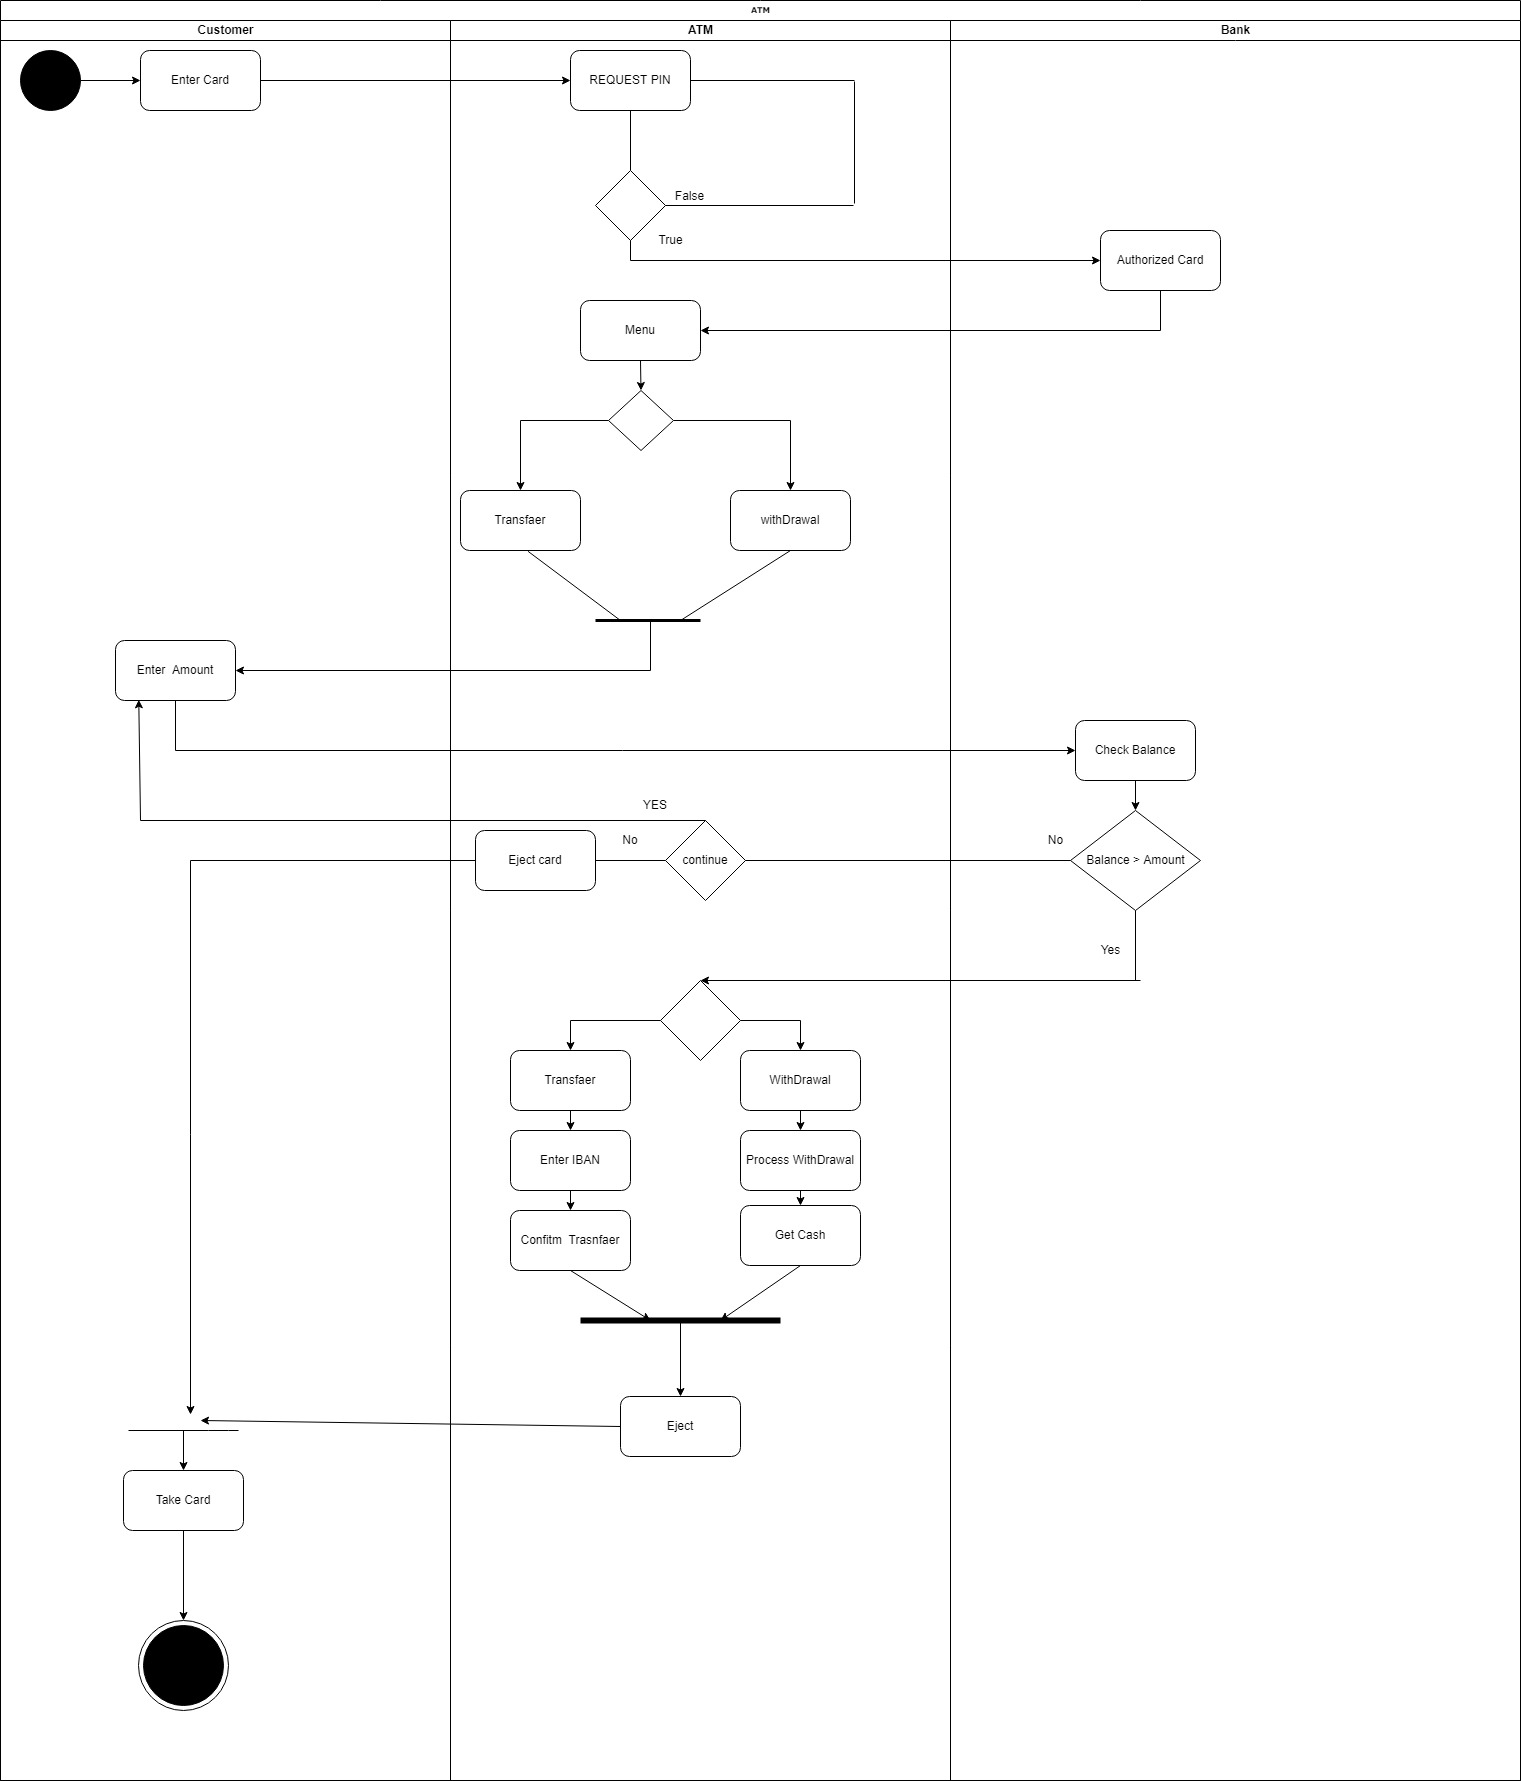 ATM
Customer
ATM
Bank
Enter Card
REQUEST PIN
False
True
Authorized Card
Menu
Transfaer
withDrawal
Enter  Amount
Check Balance
YES
No
No
Eject card
continue
Balance > Amount
Yes
Transfaer
WithDrawal
Enter IBAN
Process WithDrawal
Confitm  Trasnfaer
Get Cash
Eject
Take Card